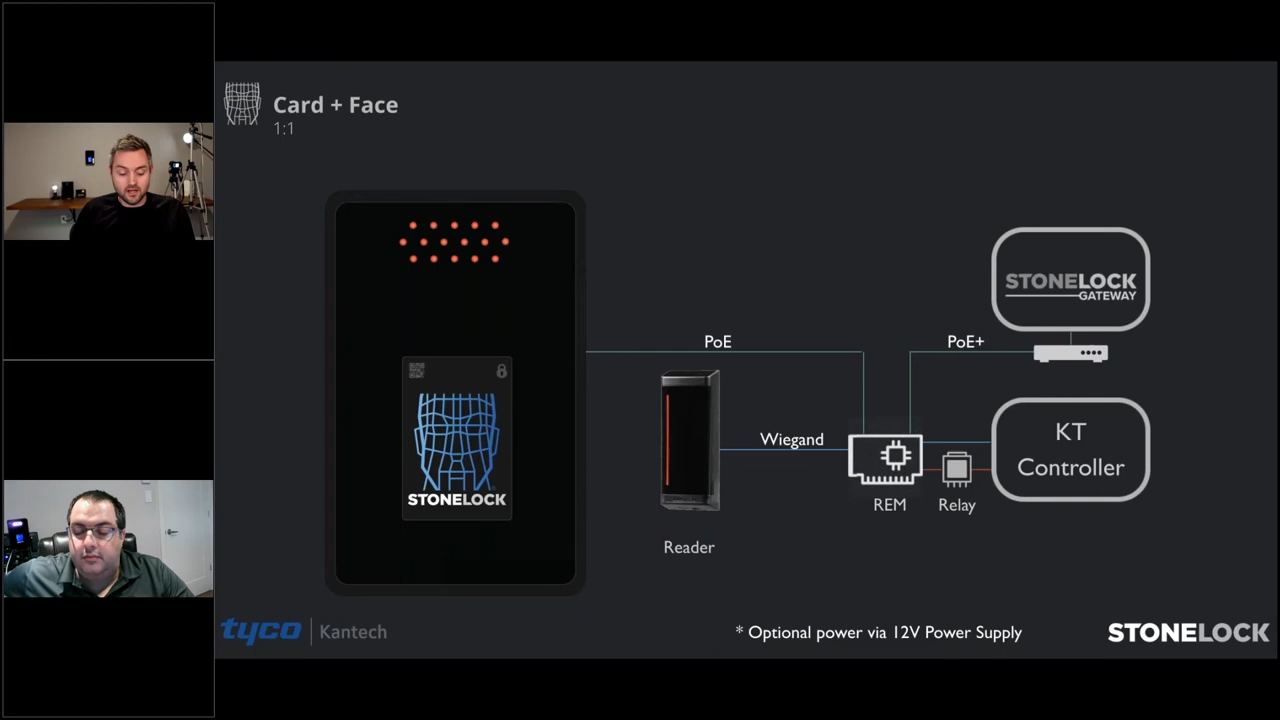 Card + Face
1:1
STONELOCK
GATEWAY
PoE
PoE+
KT
Controller
Wiegand
STONELOCK
REM
Relay
Reader
tyco
Kantech
* Optional power via 12V Power Supply
STONELOCK